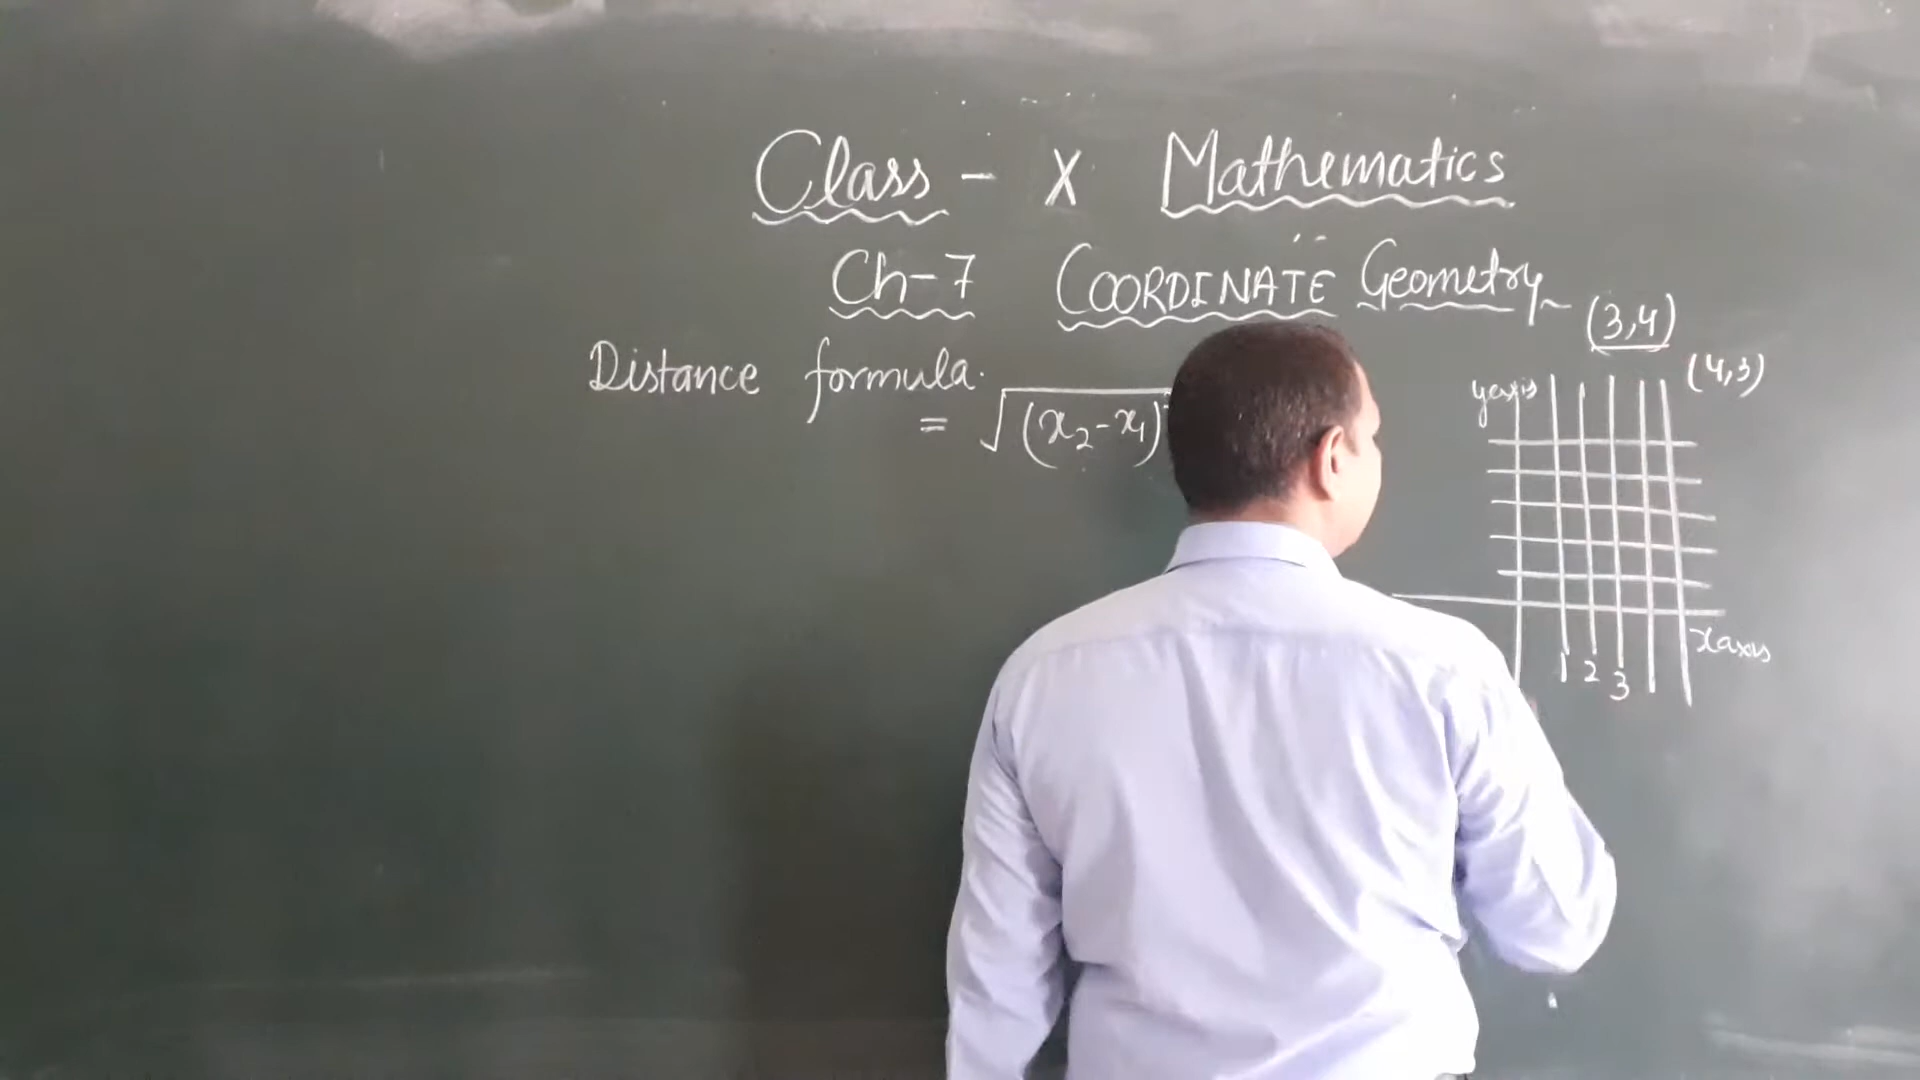 Class - X Mathematics
Ch-7 COORDINATE Geometry
(3,4)
(4,3)
Distance formula.
= √(x₂-x₁)
y axis
x axis
1 2 3